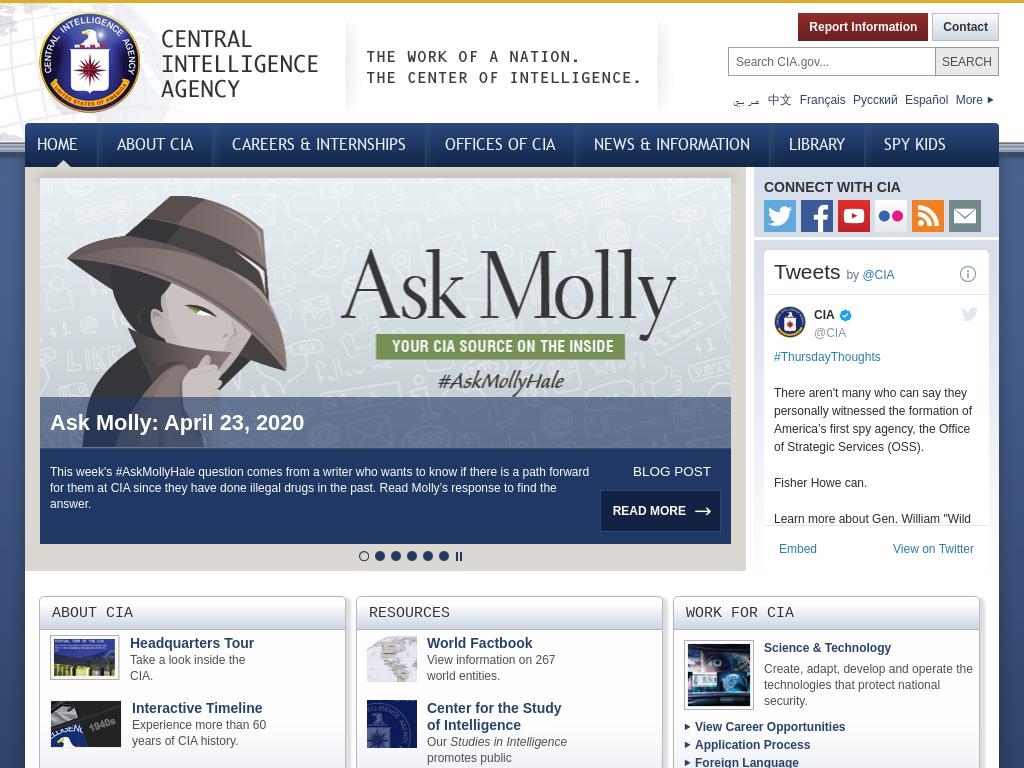 CENTRAL
INTELLIGENCE
AGENCY
THE WORK OF A NATION.
THE CENTER OF INTELLIGENCE.
Report Information
Contact
Search CIA.gov...
SEARCH
عربي 中文 Français Русский Español More
HOME ABOUT CIA CAREERS & INTERNSHIPS OFFICES OF CIA NEWS & INFORMATION LIBRARY SPY KIDS
Ask Molly
YOUR CIA SOURCE ON THE INSIDE
#AskMollyHale
Ask Molly: April 23, 2020
This week's #AskMollyHale question comes from a writer who wants to know if there is a path forward
for them at CIA since they have done illegal drugs in the past. Read Molly's response to find the
answer.
BLOG POST
READ MORE
CONNECT WITH CIA
Tweets by @CIA
CIA
@CIA
#ThursdayThoughts
There aren't many who can say they
personally witnessed the formation of
America's first spy agency, the Office
of Strategic Services (OSS).
Fisher Howe can.
Learn more about Gen. William "Wild
Embed
View on Twitter
ABOUT CIA
Headquarters Tour
Take a look inside the
CIA.
Interactive Timeline
Experience more than 60
years of CIA history.
1940s
RESOURCES
World Factbook
View information on 267
world entities.
Center for the Study
of Intelligence
Our Studies in Intelligence
promotes public
WORK FOR CIA
Science & Technology
Create, adapt, develop and operate the
technologies that protect national
security.
View Career Opportunities
Application Process
Foreign Language